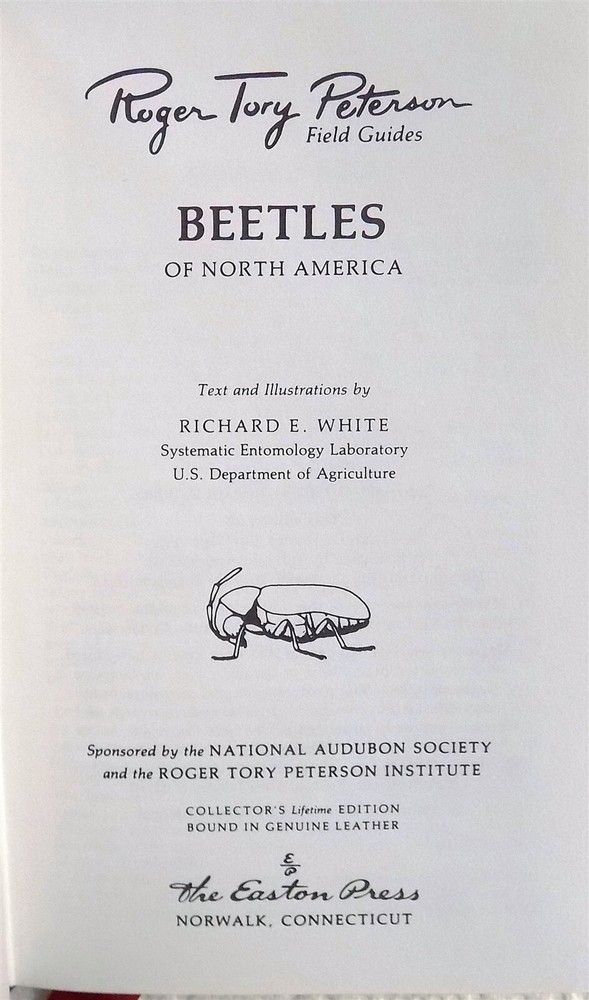 Roger Tory Peterson
Field Guides
BEETLES
OF NORTH AMERICA
Text and Illustrations by
RICHARD E. WHITE
Systematic Entomology Laboratory
U.S. Department of Agriculture
Sponsored by the NATIONAL AUDUBON SOCIETY
and the ROGER TORY PETERSON INSTITUTE
COLLECTOR'S Lifetime EDITION
BOUND IN GENUINE LEATHER
E
P
The Easton Press
NORWALK, CONNECTICUT